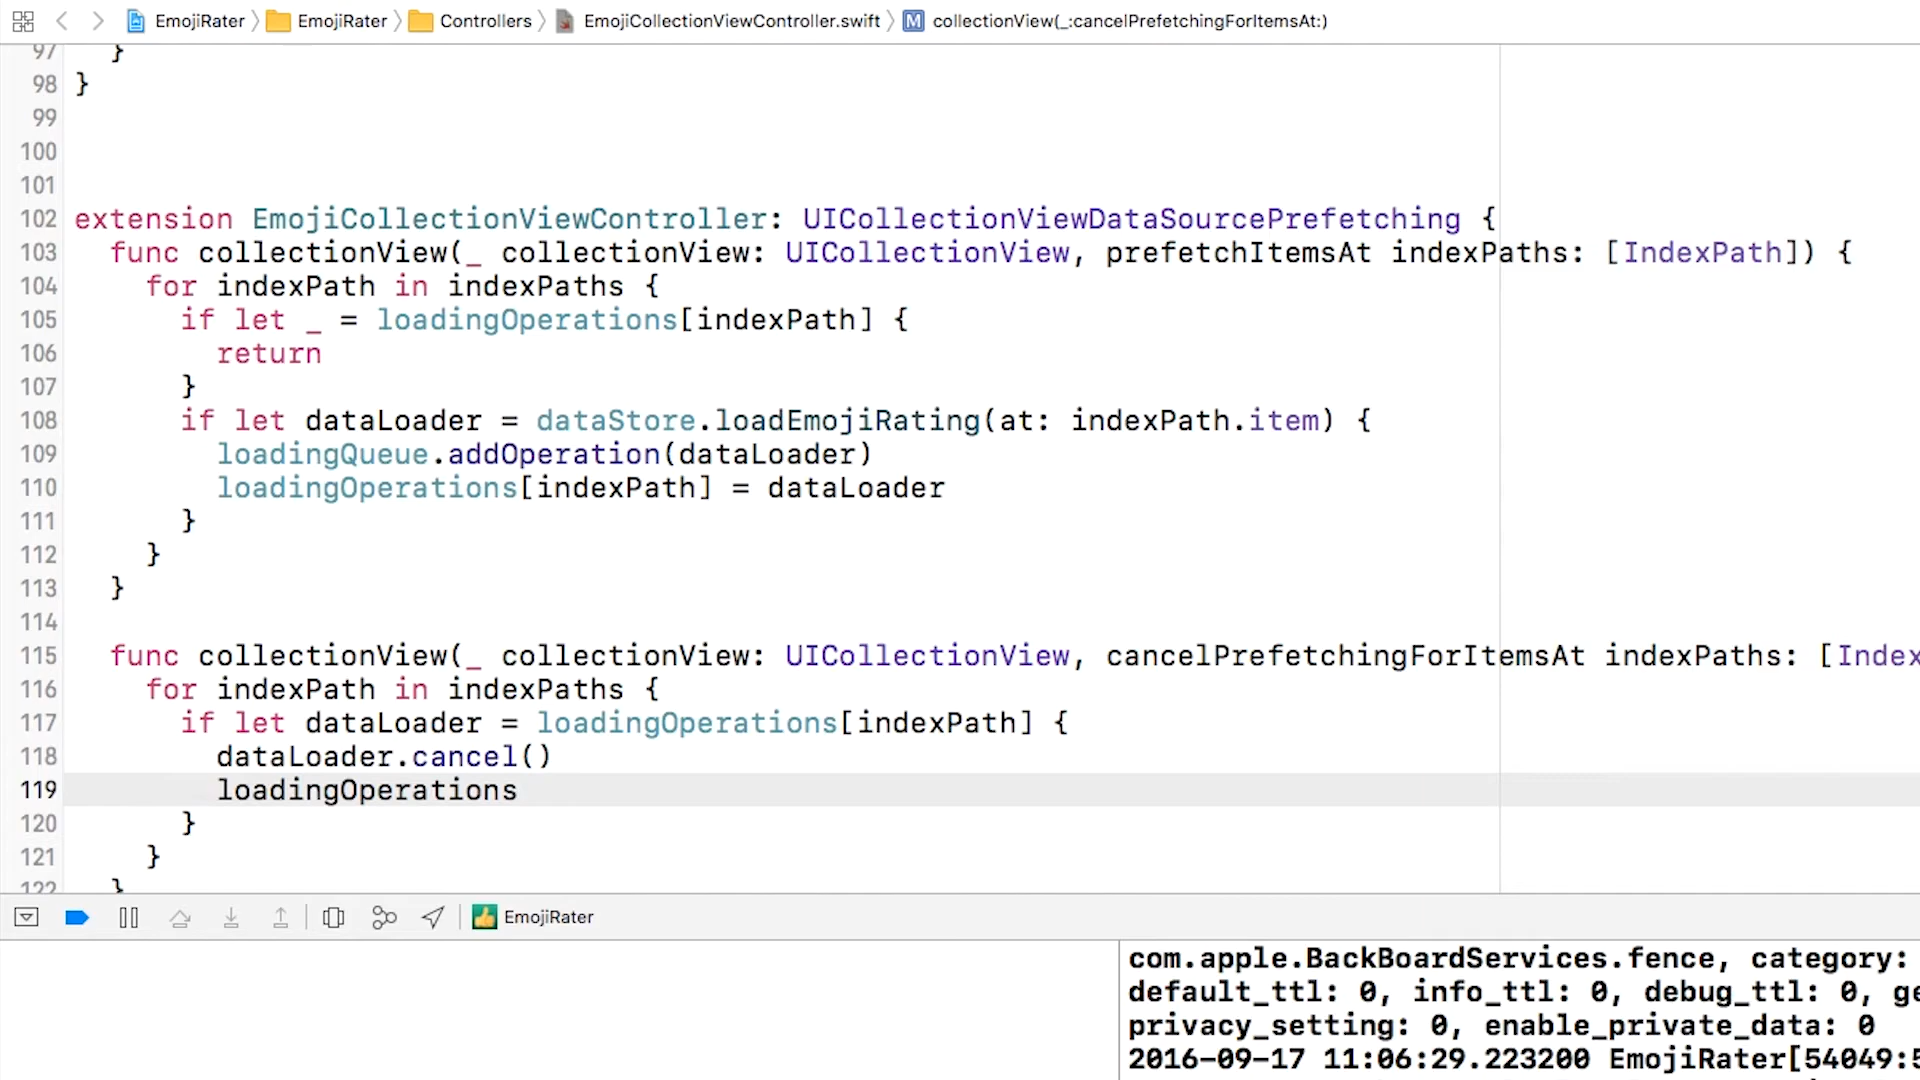 EmojiRater EmojiRater Controllers EmojiCollectionViewController.swift M collectionView(_:cancelPrefetchingForItemsAt:)
97 }
98 }
99
100
101
102 extension EmojiCollectionViewController: UICollectionViewDataSourcePrefetching {
103 func collectionView(_ collectionView: UICollectionView, prefetchItemsAt indexPaths: [IndexPath]) {
104 for indexPath in indexPaths {
105 if let _ = loadingOperations[indexPath] {
106 return
107 }
108 if let dataLoader = dataStore.loadEmojiRating(at: indexPath.item) {
109 loadingQueue.addOperation(dataLoader)
110 loadingOperations[indexPath] = dataLoader
111 }
112 }
113 }
114
115 func collectionView(_ collectionView: UICollectionView, cancelPrefetchingForItemsAt indexPaths: [Index
116 for indexPath in indexPaths {
117 if let dataLoader = loadingOperations[indexPath] {
118 dataLoader.cancel()
119 loadingOperations
120 }
121 }
122 }
EmojiRater
com.apple.BackBoardServices.fence, category:
default_ttl: 0, info_ttl: 0, debug_ttl: 0, ge
privacy_setting: 0, enable_private_data: 0
2016-09-17 11:06:29.223200 EmojiRater[54049:5